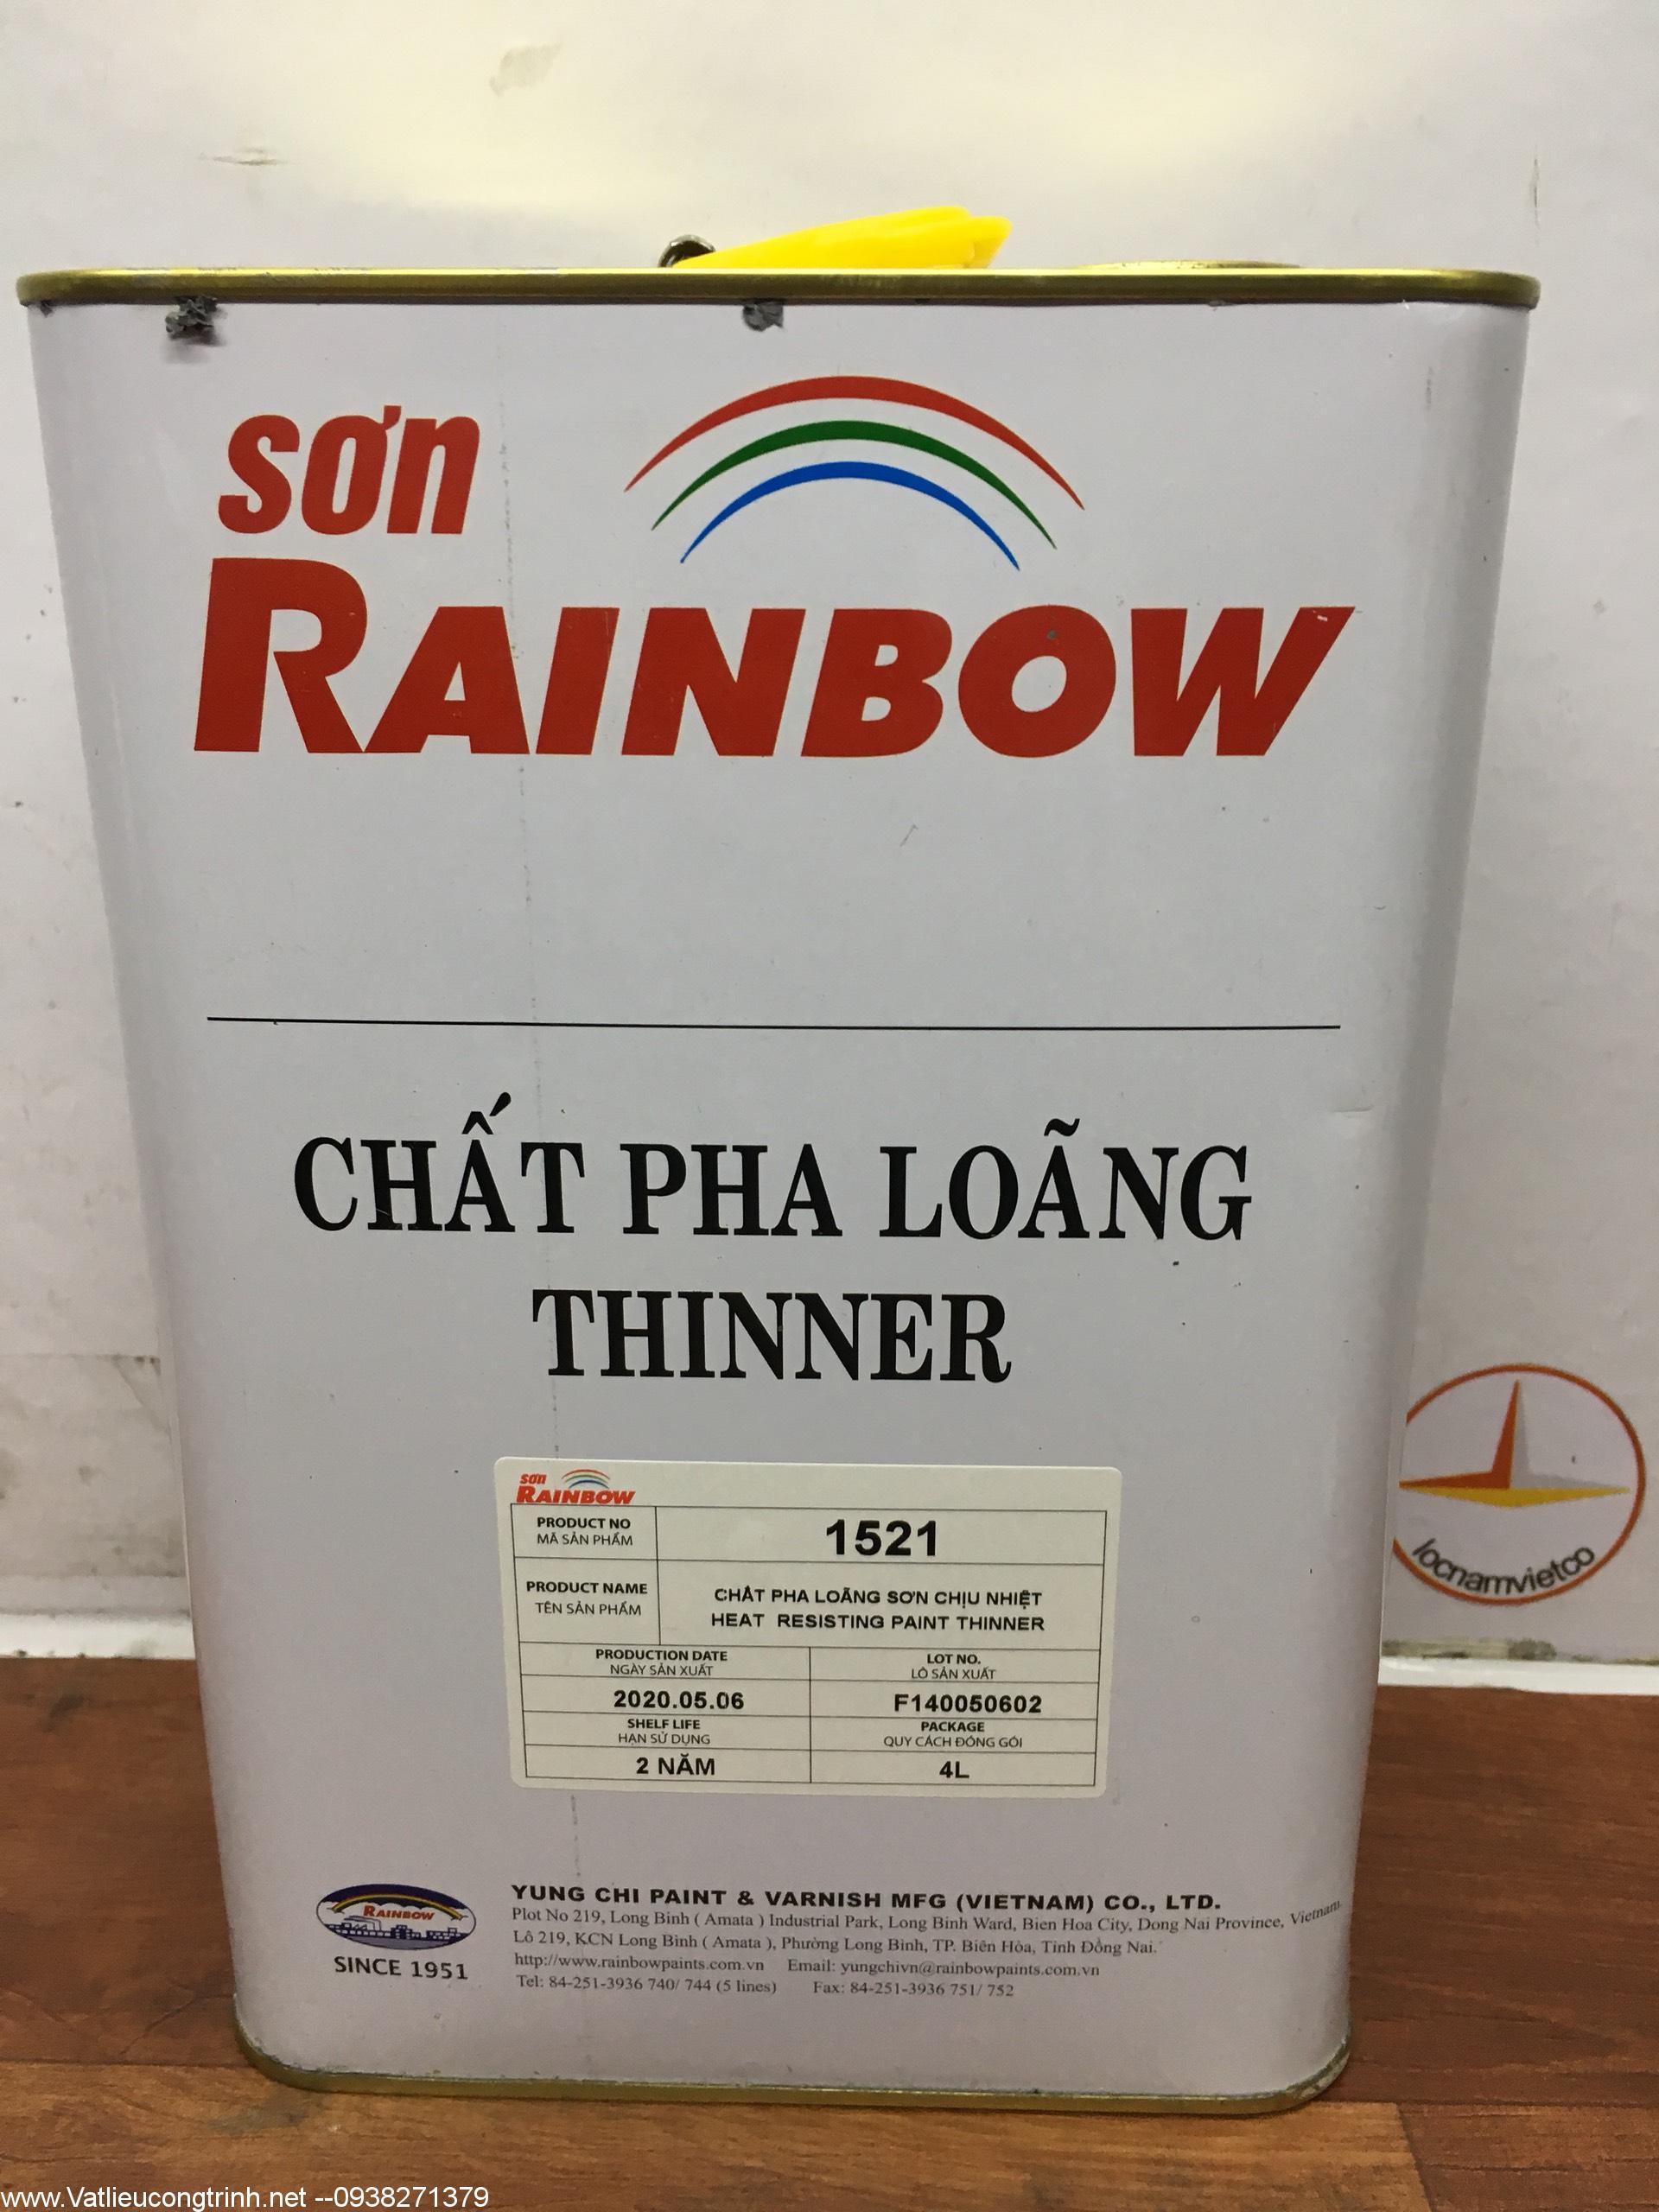 sơn
RAINBOW
CHẤT PHA LOÃNG
THINNER
sơn
RAINBOW
PRODUCT NO
MÃ SẢN PHẨM
1521
PRODUCT NAME
TÊN SẢN PHẨM
CHẤT PHA LOÃNG SƠN CHỊU NHIỆT
HEAT RESISTING PAINT THINNER
PRODUCTION DATE
NGÀY SẢN XUẤT
LOT NO.
LÔ SẢN XUẤT
2020.05.06
F140050602
SHELF LIFE
HẠN SỬ DỤNG
PACKAGE
QUY CÁCH ĐÓNG GÓI
2 NĂM
4L
locnamvietco
RAINBOW
SINCE 1951
YUNG CHI PAINT & VARNISH MFG (VIETNAM) CO., LTD.
Plot No 219, Long Binh ( Amata ) Industrial Park, Long Binh Ward, Bien Hoa City, Dong Nai Province, Vietnam.
Lô 219, KCN Long Bình ( Amata ), Phường Long Bình, TP. Biên Hòa, Tỉnh Đồng Nai.
http://www.rainbowpaints.com.vn Email: yungchivn@rainbowpaints.com.vn
Tel: 84-251-3936 740/ 744 (5 lines) Fax: 84-251-3936 751/ 752
www.Vatlieucongtrinh.net --0938271379